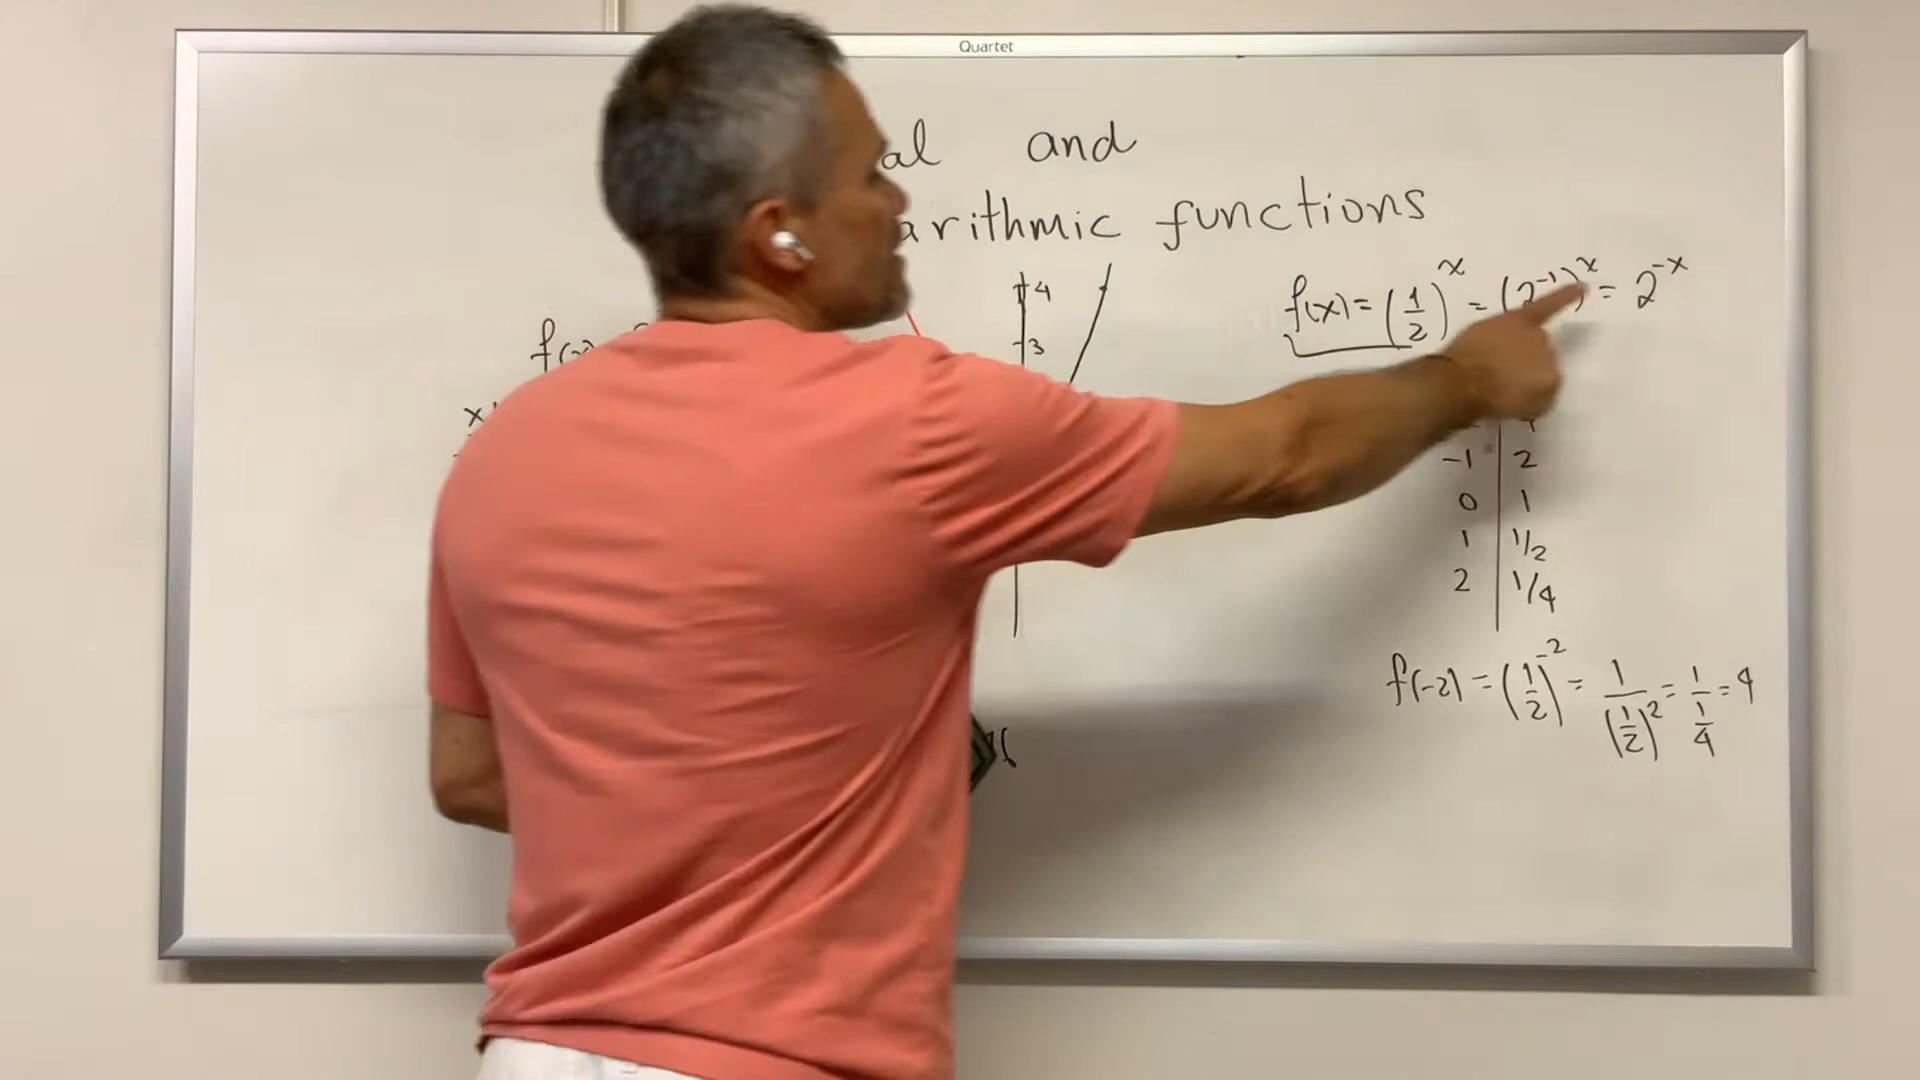 Quartet
al and
arithmic functions
4
3
f(x) = (1/2)^x = (2^-1)^x = 2^-x
x
-1 | 2
0 | 1
1 | 1/2
2 | 1/4
f(-2) = (1/2)^-2 = 1/(1/2)^2 = 1/(1/4) = 4